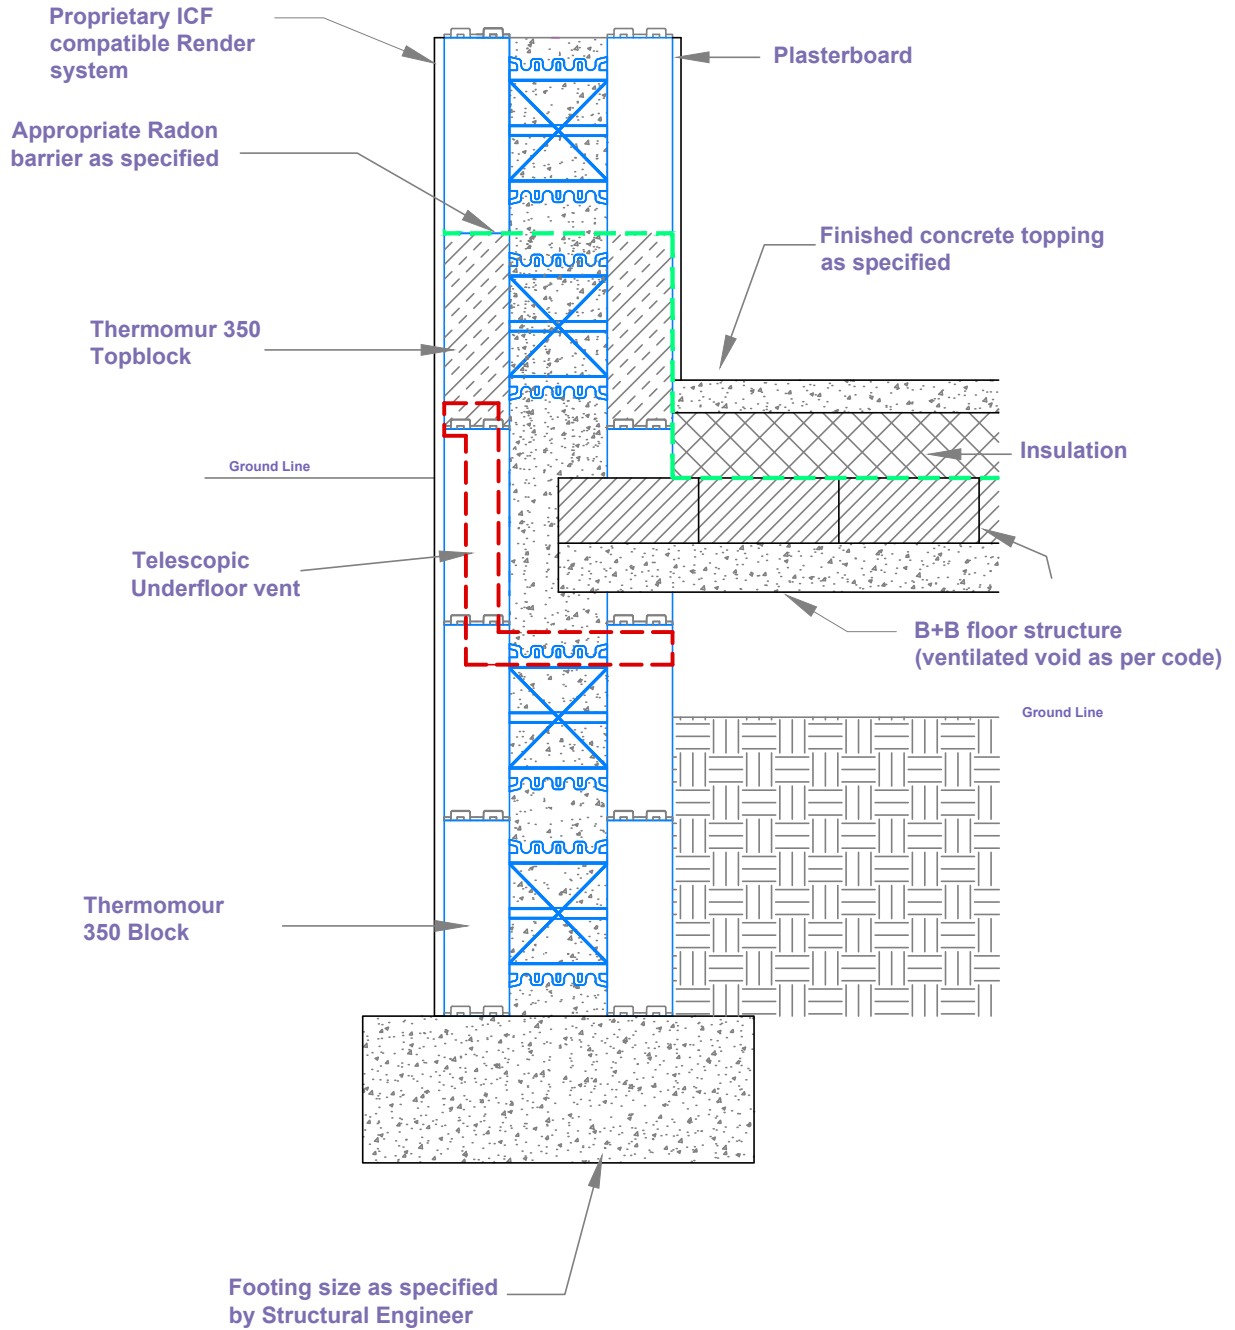 Proprietary ICF
compatible Render
system
Plasterboard
Appropriate Radon
barrier as specified
Finished concrete topping
as specified
Thermomur 350
Topblock
Insulation
Ground Line
Telescopic
Underfloor vent
B+B floor structure
(ventilated void as per code)
Ground Line
Thermomour
350 Block
Footing size as specified
by Structural Engineer